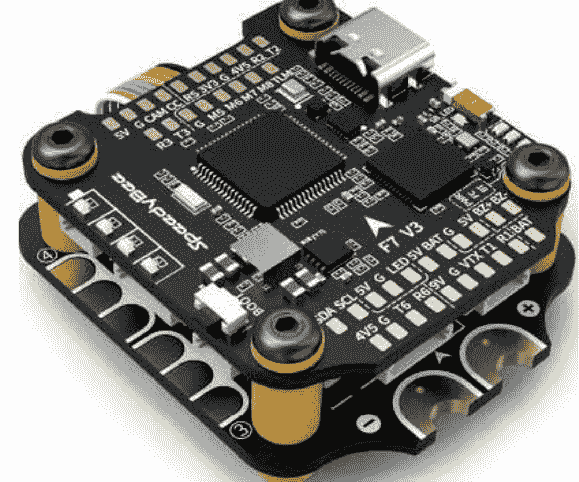 5V G CAM CC R5 3V3 G 4V5 R2 T2
R3 T3 G M5 M6 M7 M8 TLM
SpeedyBee
F7 V3
BOOT
SDA SCL 5V G LED 5V BAT G G 5V BZ+ BZ-
4V5 G T6 R6 9V G VTX T1 R1 BAT
④
③